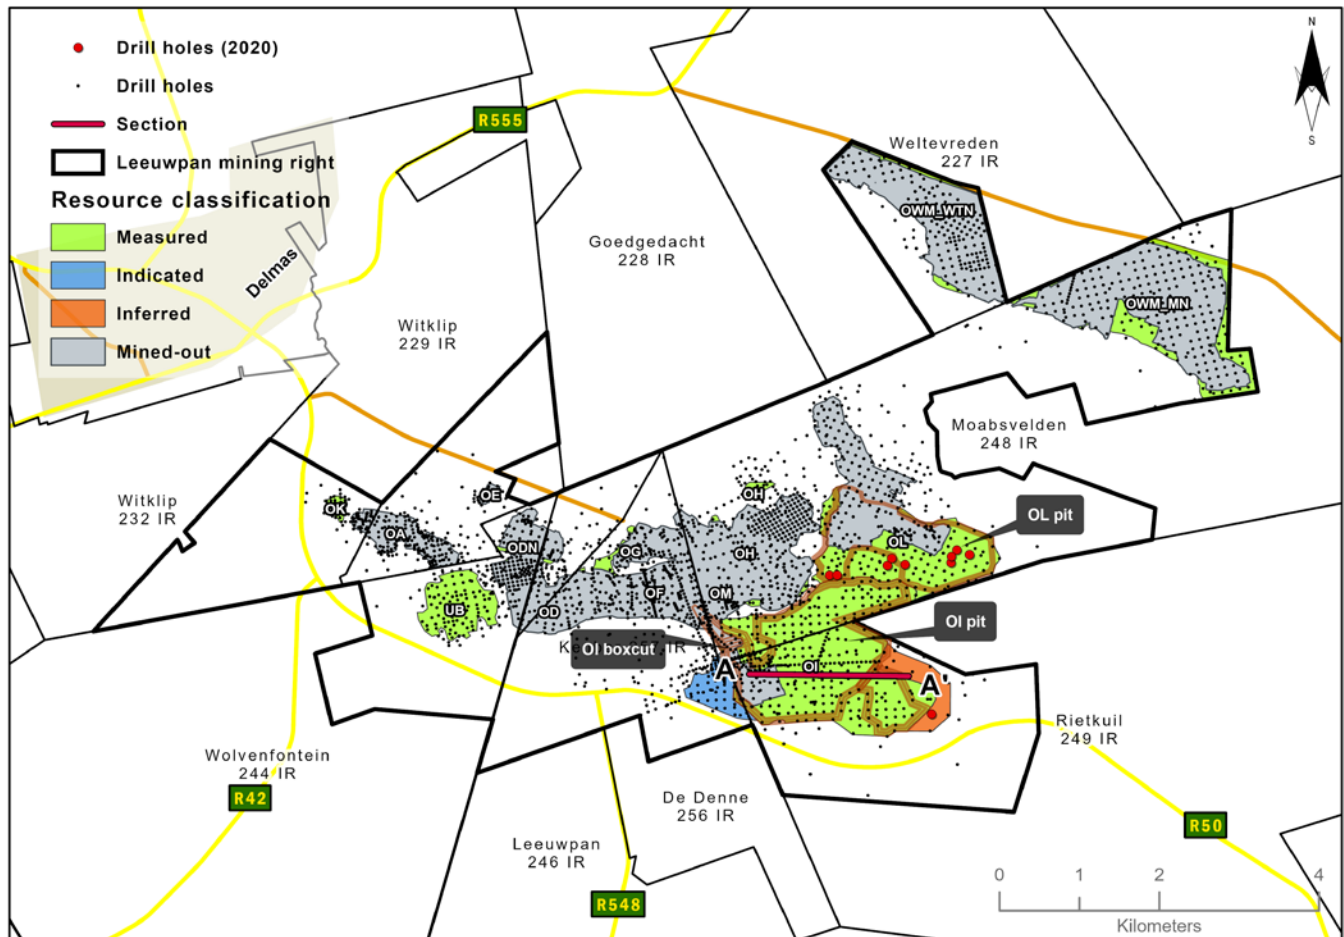 Drill holes (2020)
Drill holes
Section
Leeuwpan mining right
Resource classification
Measured
Indicated
Inferred
Mined-out
N
S
R555
Weltevreden
227 IR
OWM_WTN
Goedgedacht
228 IR
Delmas
OWM_MN
Witklip
229 IR
Moabsvelden
248 IR
Witklip
232 IR
OK
OE
OH
OA
ODN
OG
OH
OL
OL pit
UB
OD
OF
OM
OI pit
OI boxcut
IR
OI
A
A'
Rietkuil
249 IR
Wolvenfontein
244 IR
R42
De Denne
256 IR
R50
Leeuwpan
246 IR
R548
0 1 2 4
Kilometers